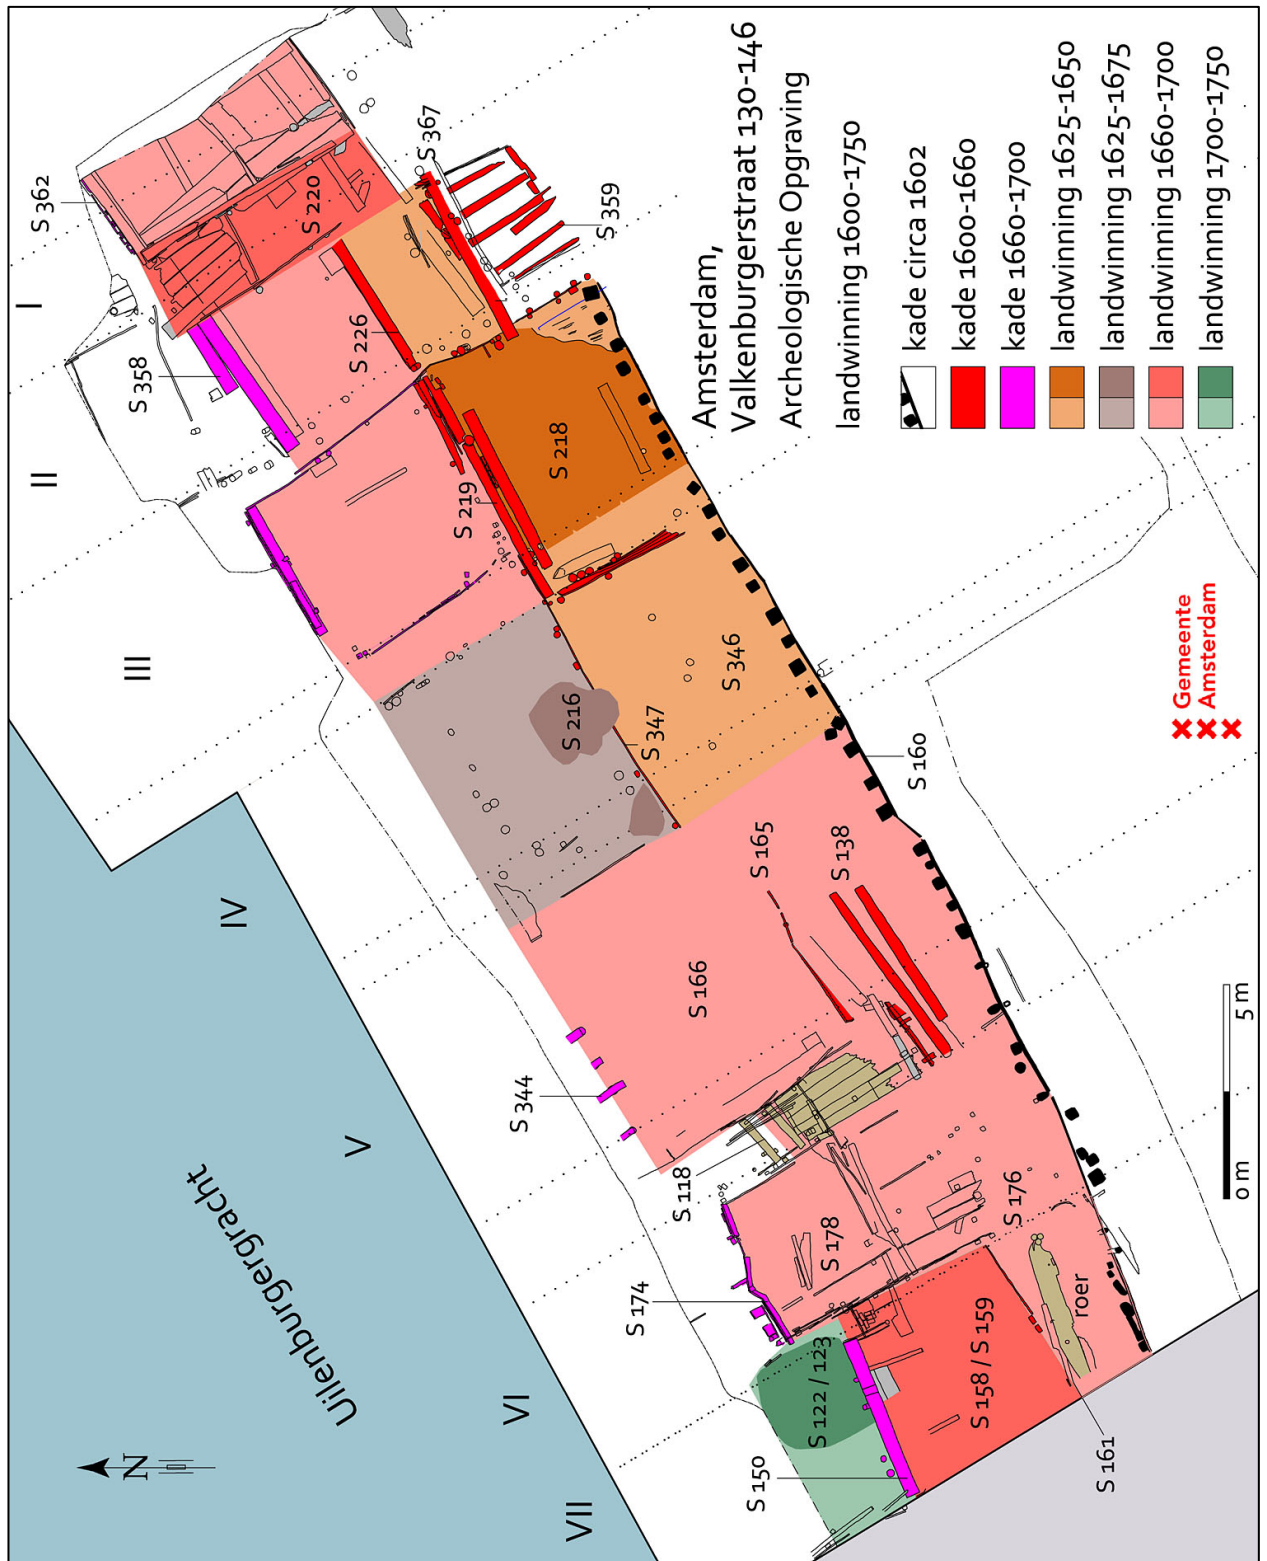 Amsterdam,
Valkenburgerstraat 130-146
Archeologische Opgraving
landwinning 1600-1750
kade circa 1602
kade 1600-1660
kade 1660-1700
landwinning 1625-1650
landwinning 1625-1675
landwinning 1660-1700
landwinning 1700-1750
Gemeente
Amsterdam
0 m
5 m
N
Uilenburgergracht
I
II
III
IV
V
VI
VII
S 362
S 358
S 220
S 367
S 359
S 226
S 219
S 218
S 216
S 347
S 346
S 160
S 165
S 138
S 166
S 344
S 118
S 178
S 176
S 174
S 122 / 123
S 158 / S 159
roer
S 150
S 161